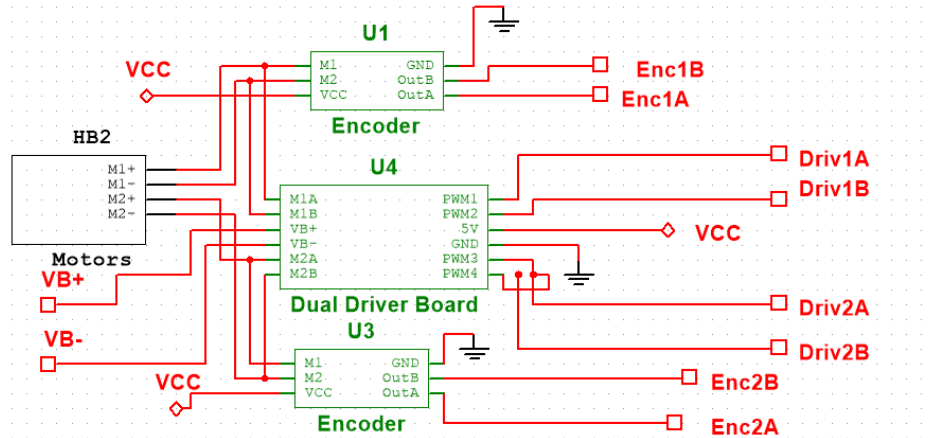 U1
VCC
M1 GND
M2 OutB
VCC OutA
Enc1B
Enc1A
Encoder
HB2
M1+
M1-
M2+
M2-
Motors
U4
M1A PWM1
M1B PWM2
VB+ 5V
VB- GND
M2A PWM3
M2B PWM4
Driv1A
Driv1B
VCC
Dual Driver Board
VB+
VB-
Driv2A
Driv2B
U3
M1 GND
M2 OutB
VCC OutA
VCC
Enc2B
Enc2A
Encoder